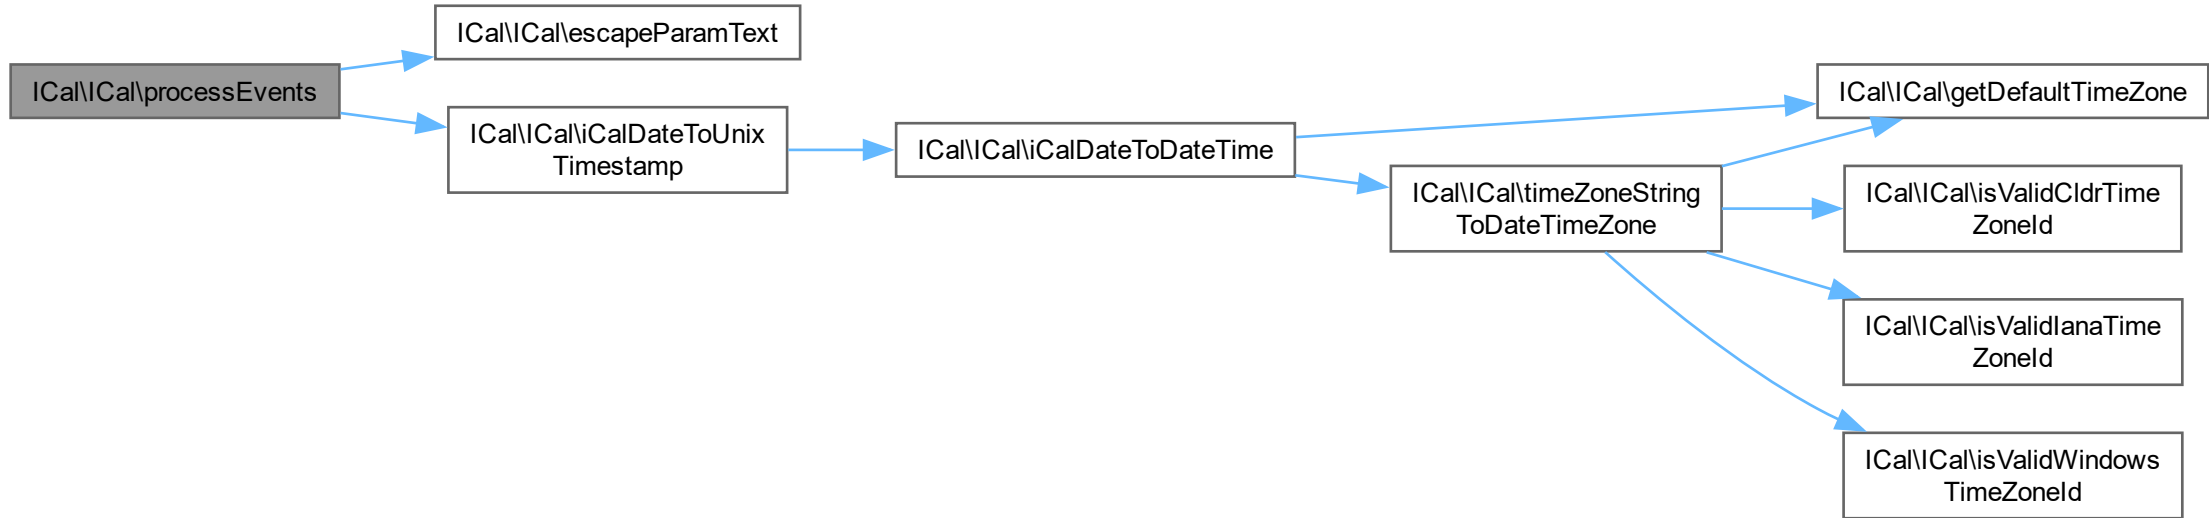 ICal\ICal\processEvents
ICal\ICal\escapeParamText
ICal\ICal\iCalDateToUnix
Timestamp
ICal\ICal\iCalDateToDateTime
ICal\ICal\timeZoneString
ToDateTimeZone
ICal\ICal\getDefaultTimeZone
ICal\ICal\isValidCldrTime
ZoneId
ICal\ICal\isValidIanaTime
ZoneId
ICal\ICal\isValidWindows
TimeZoneId